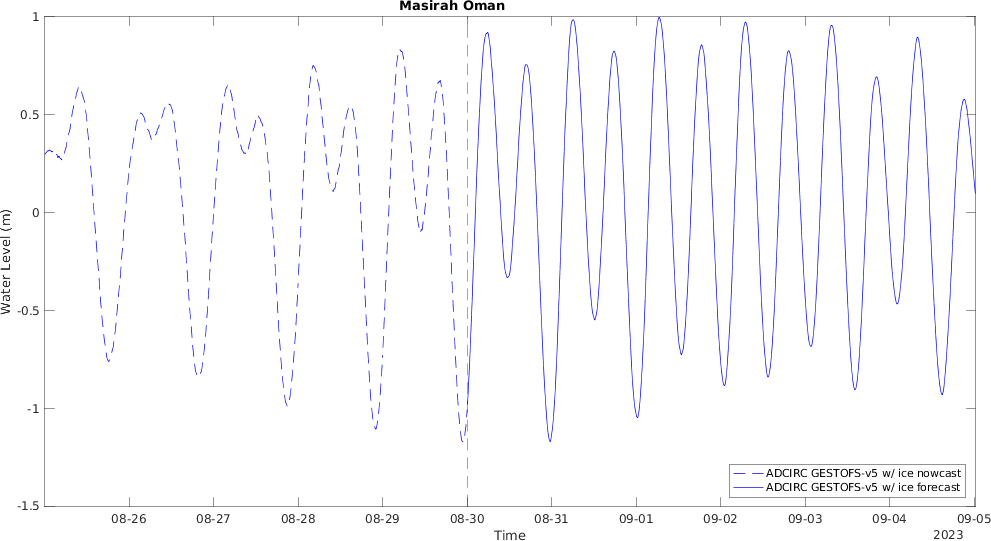 Masirah Oman
1
0.5
0
-0.5
-1
-1.5
Water Level (m)
ADCIRC GESTOFS-v5 w/ ice nowcast
ADCIRC GESTOFS-v5 w/ ice forecast
08-26 08-27 08-28 08-29 08-30 08-31 09-01 09-02 09-03 09-04 09-05
Time
2023